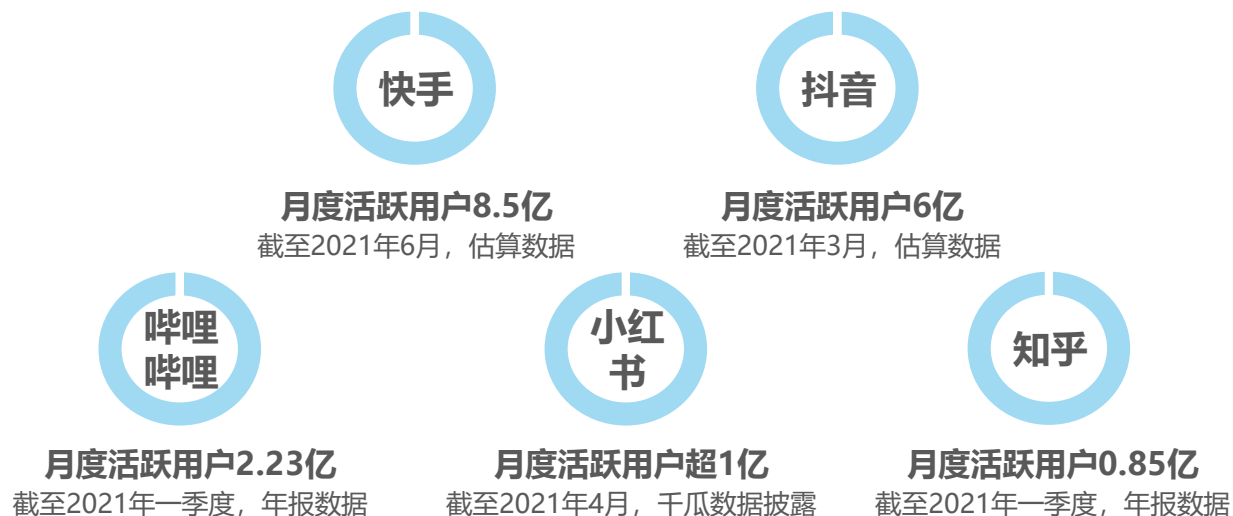 快手
抖音
月度活跃用户8.5亿
截至2021年6月，估算数据
月度活跃用户6亿
截至2021年3月，估算数据
哔哩
哔哩
小红
书
知乎
月度活跃用户2.23亿
截至2021年一季度，年报数据
月度活跃用户超1亿
截至2021年4月，千瓜数据披露
月度活跃用户0.85亿
截至2021年一季度，年报数据